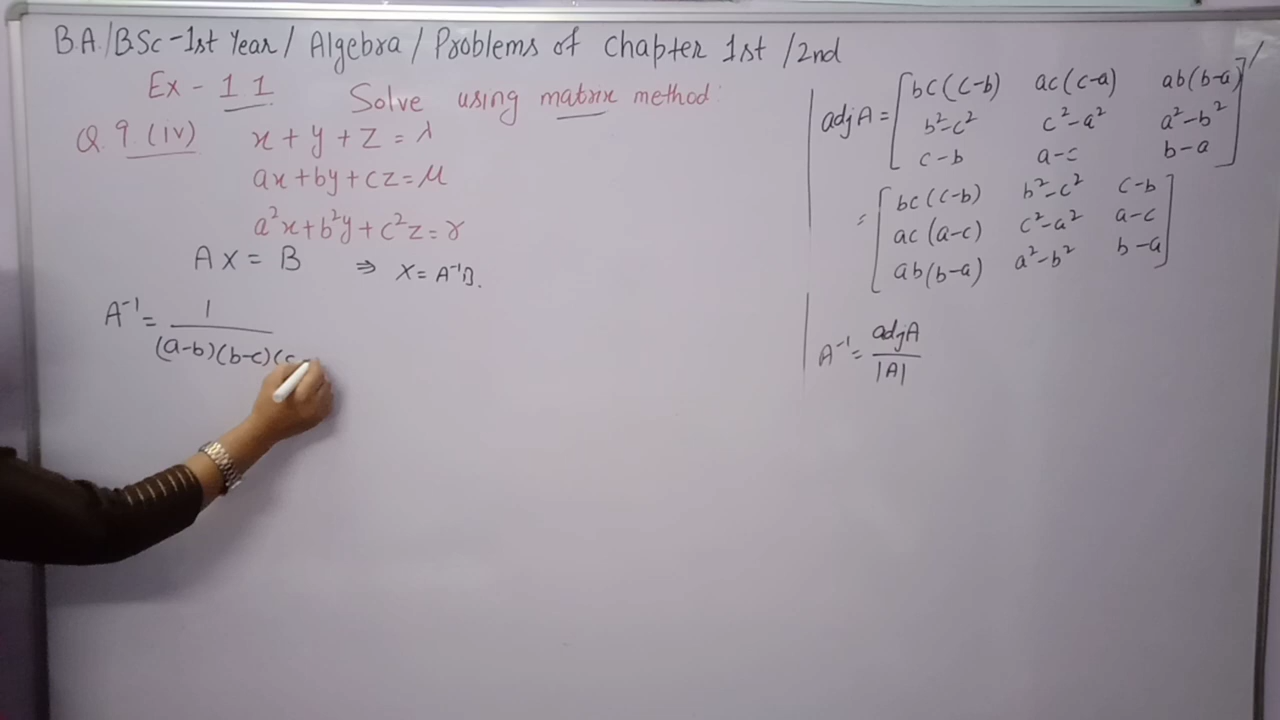 B.A./BSc-1st Year/ Algebra / Problems of Chapter 1st /2nd
Ex - 1 1 Solve using matrix method:
Q.9 (iv) x + y + z = λ
ax+by+cz=μ
a²x+b²y+c²z=γ
AX = B ⇒ X = A⁻¹B.
A⁻¹ = 1
(a-b)(b-c)(c-
adjA = [bc(c-b) ac(c-a) ab(b-a)]′
b²-c² c²-a² a²-b²
c-b a-c b-a
= [bc(c-b) b²-c² c-b]
ac(a-c) c²-a² a-c
ab(b-a) a²-b² b-a
A⁻¹ = adjA
|A|